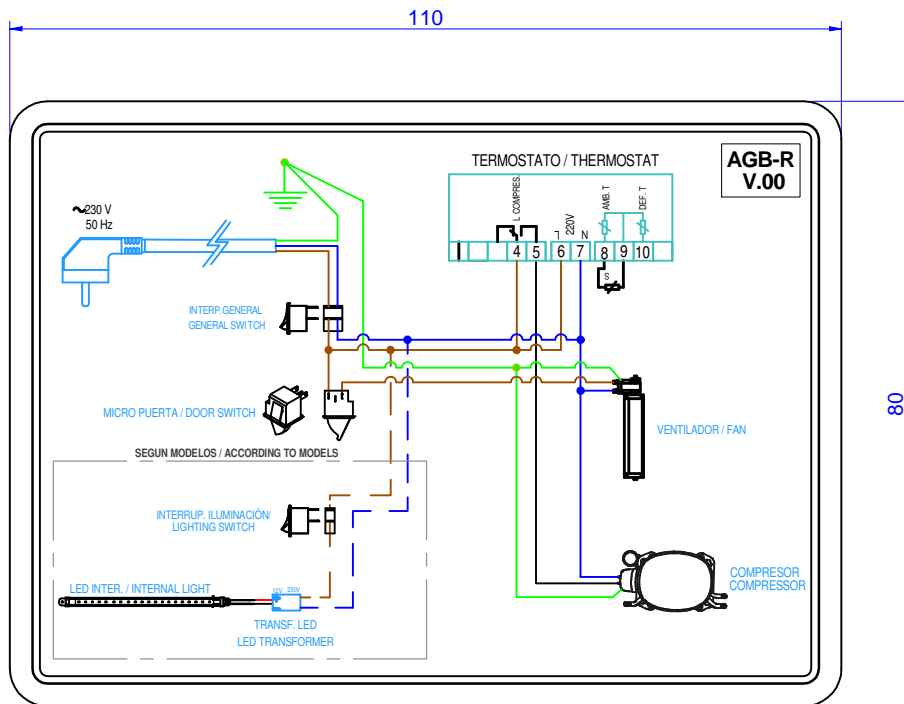 110
80
AGB-R
V.00
TERMOSTATO / THERMOSTAT
L COMPRES.
220V
L
N
AMB. T
DEF. T
4 5 6 7 8 9 10
S
~230 V
50 Hz
INTERP.GENERAL
GENERAL SWITCH
MICRO PUERTA / DOOR SWITCH
VENTILADOR / FAN
SEGUN MODELOS / ACCORDING TO MODELS
INTERRUP. ILUMINACIÓN/
LIGHTING SWITCH
LED INTER. / INTERNAL LIGHT
12V 230V
TRANSF. LED
LED TRANSFORMER
COMPRESOR
COMPRESSOR